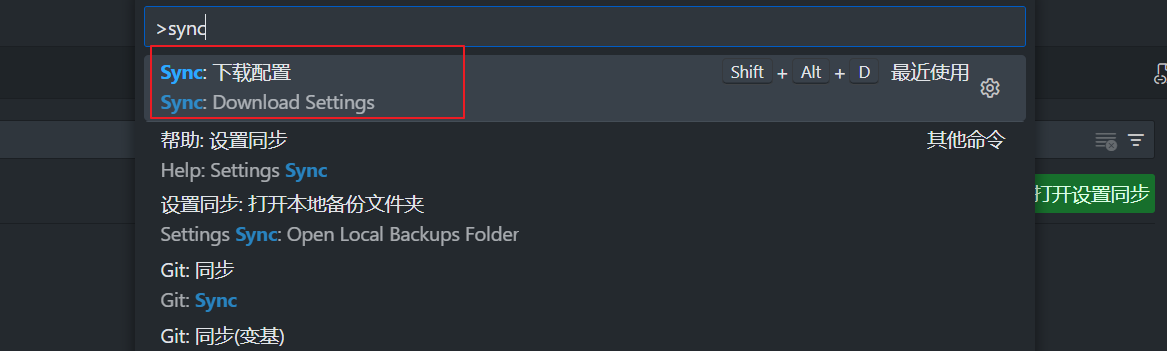 >sync
Sync: 下载配置 Shift + Alt + D 最近使用
Sync: Download Settings
帮助: 设置同步 其他命令
Help: Settings Sync
打开设置同步
设置同步: 打开本地备份文件夹
Settings Sync: Open Local Backups Folder
Git: 同步
Git: Sync
Git: 同步(变基)